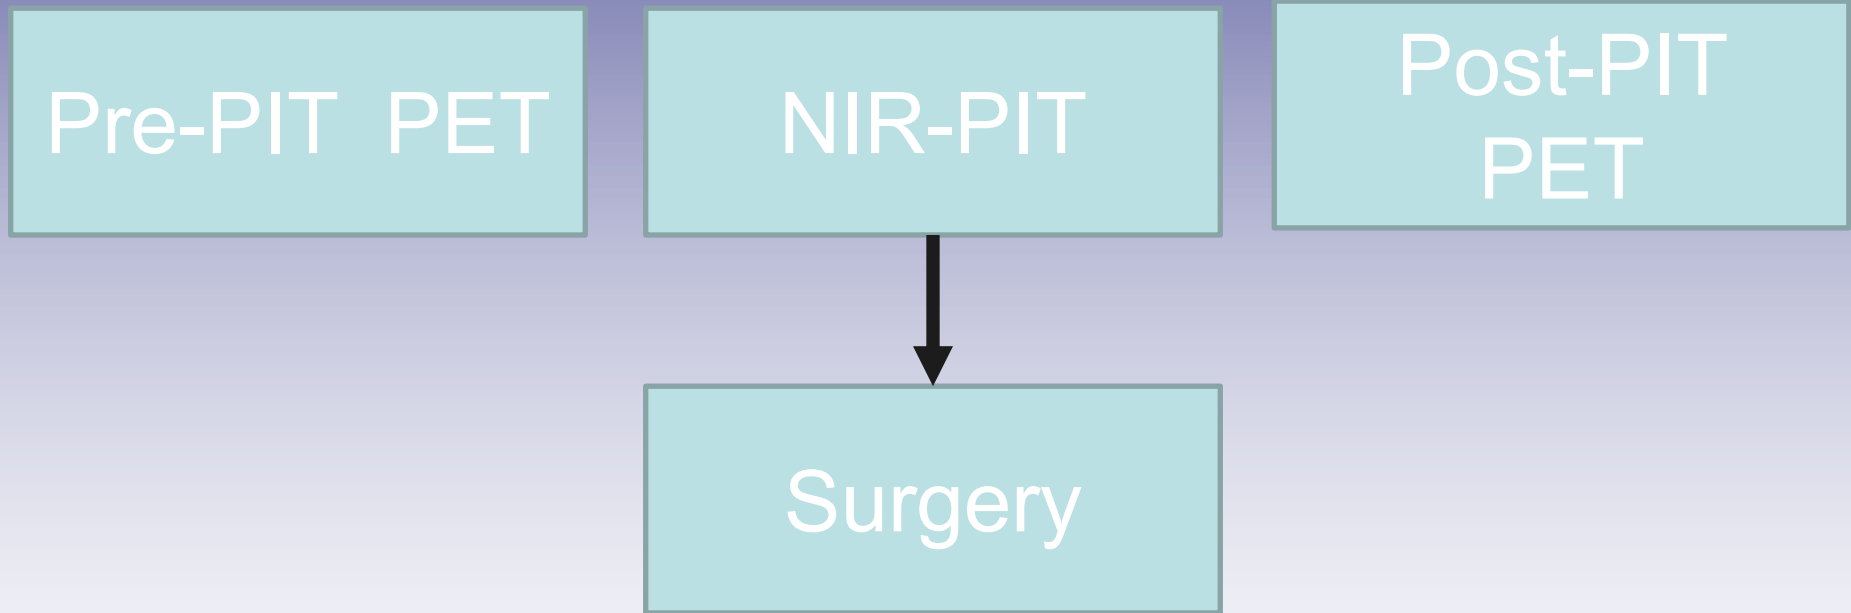 Pre-PIT PET
NIR-PIT
Post-PIT
PET
Surgery